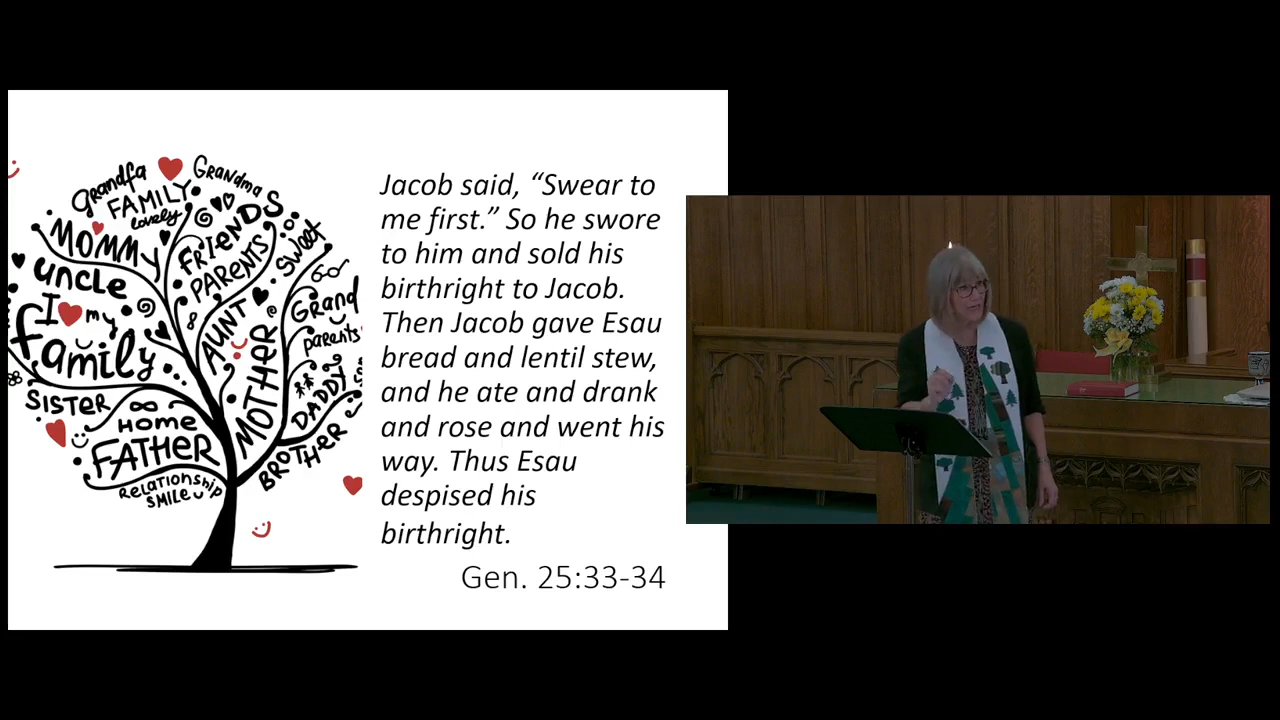 Grandfa
Grandma
FAMILY
lovely
MOMMY
FRIENDS
PARENTS
SWEET
uncle
I my
family
AUNT
MOTHER
Grand
parents
SISTER
HOME
FATHER
DADDY
BROTHER
RELATIONSHIP
SMILE
Jacob said, “Swear to
me first.” So he swore
to him and sold his
birthright to Jacob.
Then Jacob gave Esau
bread and lentil stew,
and he ate and drank
and rose and went his
way. Thus Esau
despised his
birthright.
Gen. 25:33-34